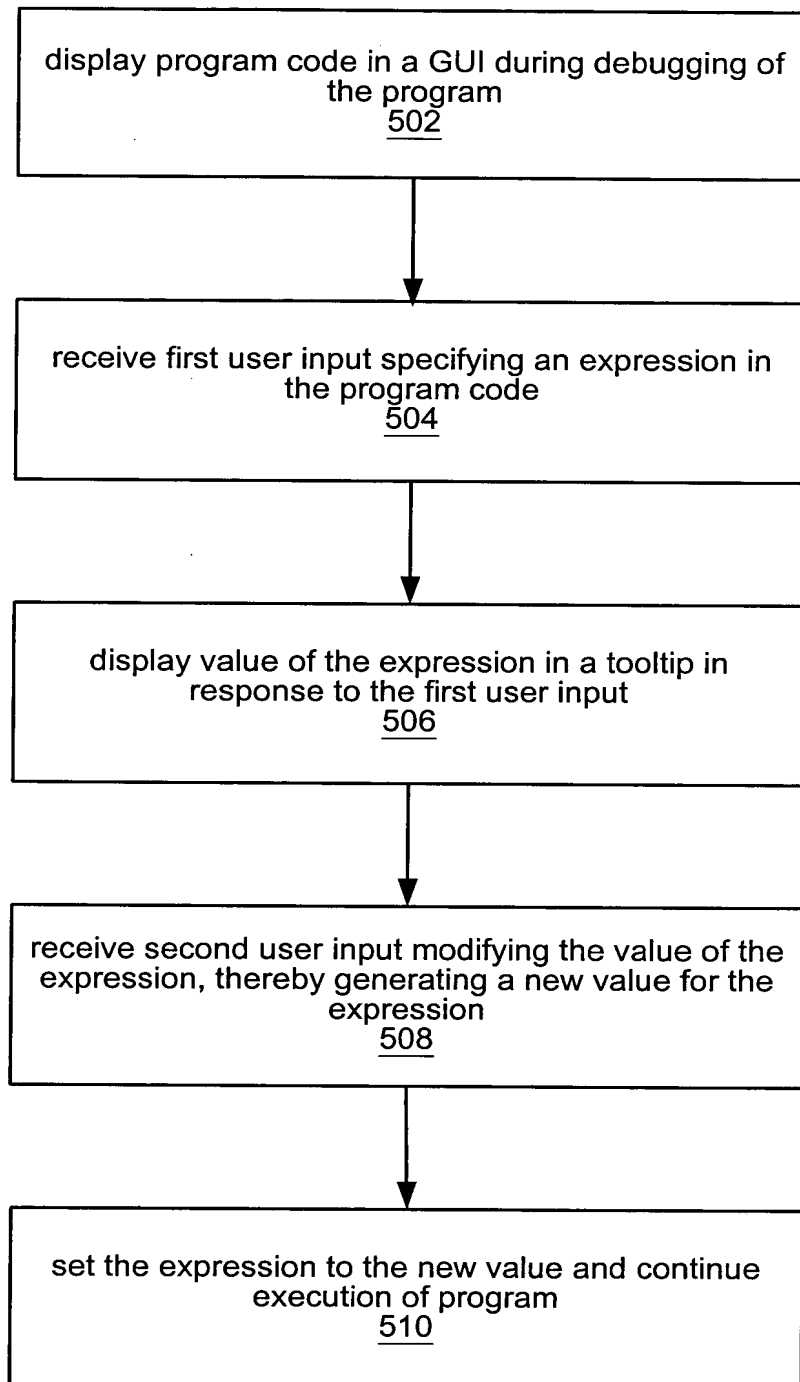 display program code in a GUI during debugging of
the program
502
receive first user input specifying an expression in
the program code
504
display value of the expression in a tooltip in
response to the first user input
506
receive second user input modifying the value of the
expression, thereby generating a new value for the
expression
508
set the expression to the new value and continue
execution of program
510